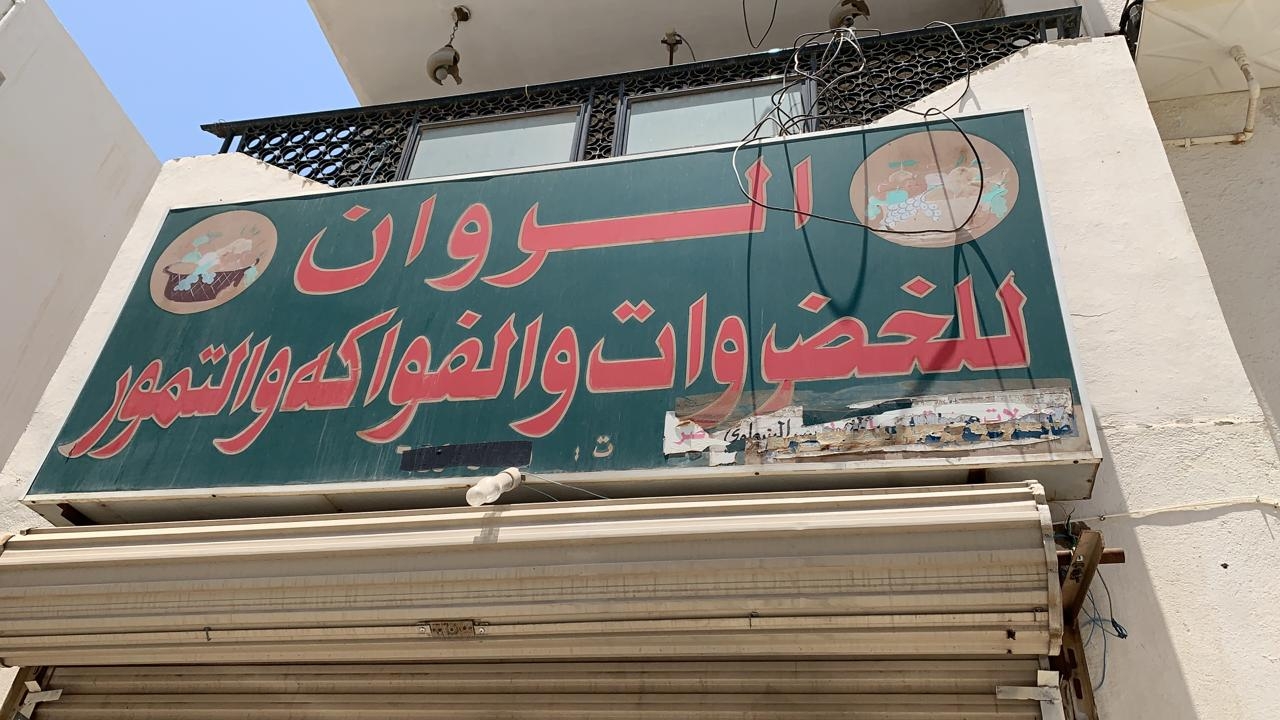 الروان
للخضروات والفواكه والتمور
ت